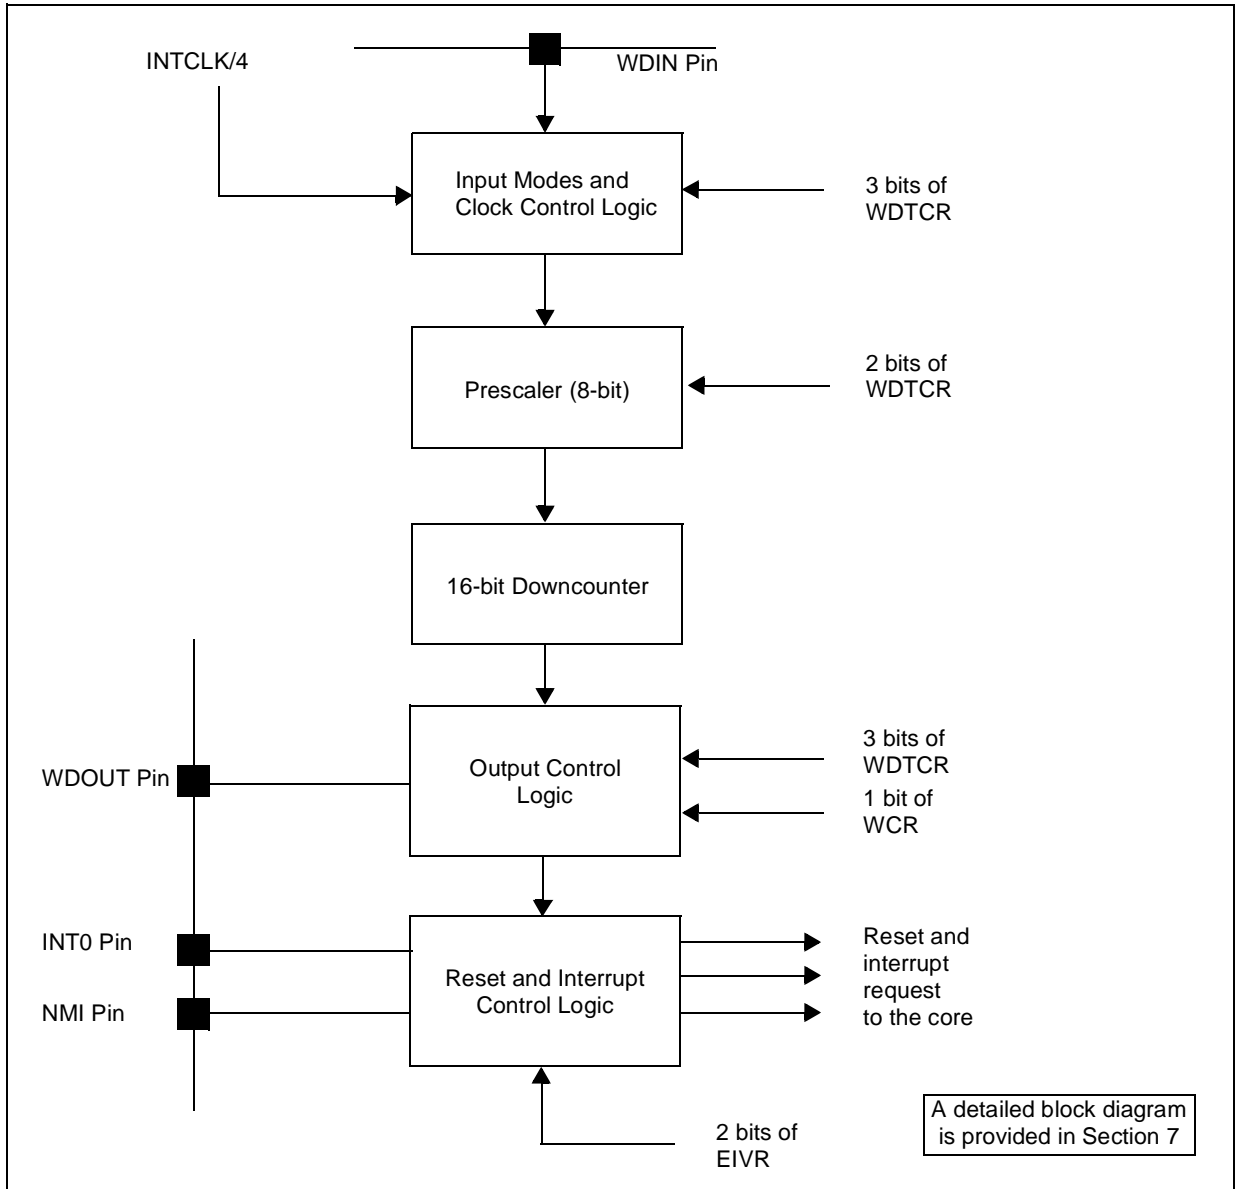 INTCLK/4
WDIN Pin
Input Modes and
Clock Control Logic
3 bits of
WDTCR
Prescaler (8-bit)
2 bits of
WDTCR
16-bit Downcounter
WDOUT Pin
Output Control
Logic
3 bits of
WDTCR
1 bit of
WCR
INT0 Pin
NMI Pin
Reset and Interrupt
Control Logic
Reset and
interrupt
request
to the core
2 bits of
EIVR
A detailed block diagram
is provided in Section 7